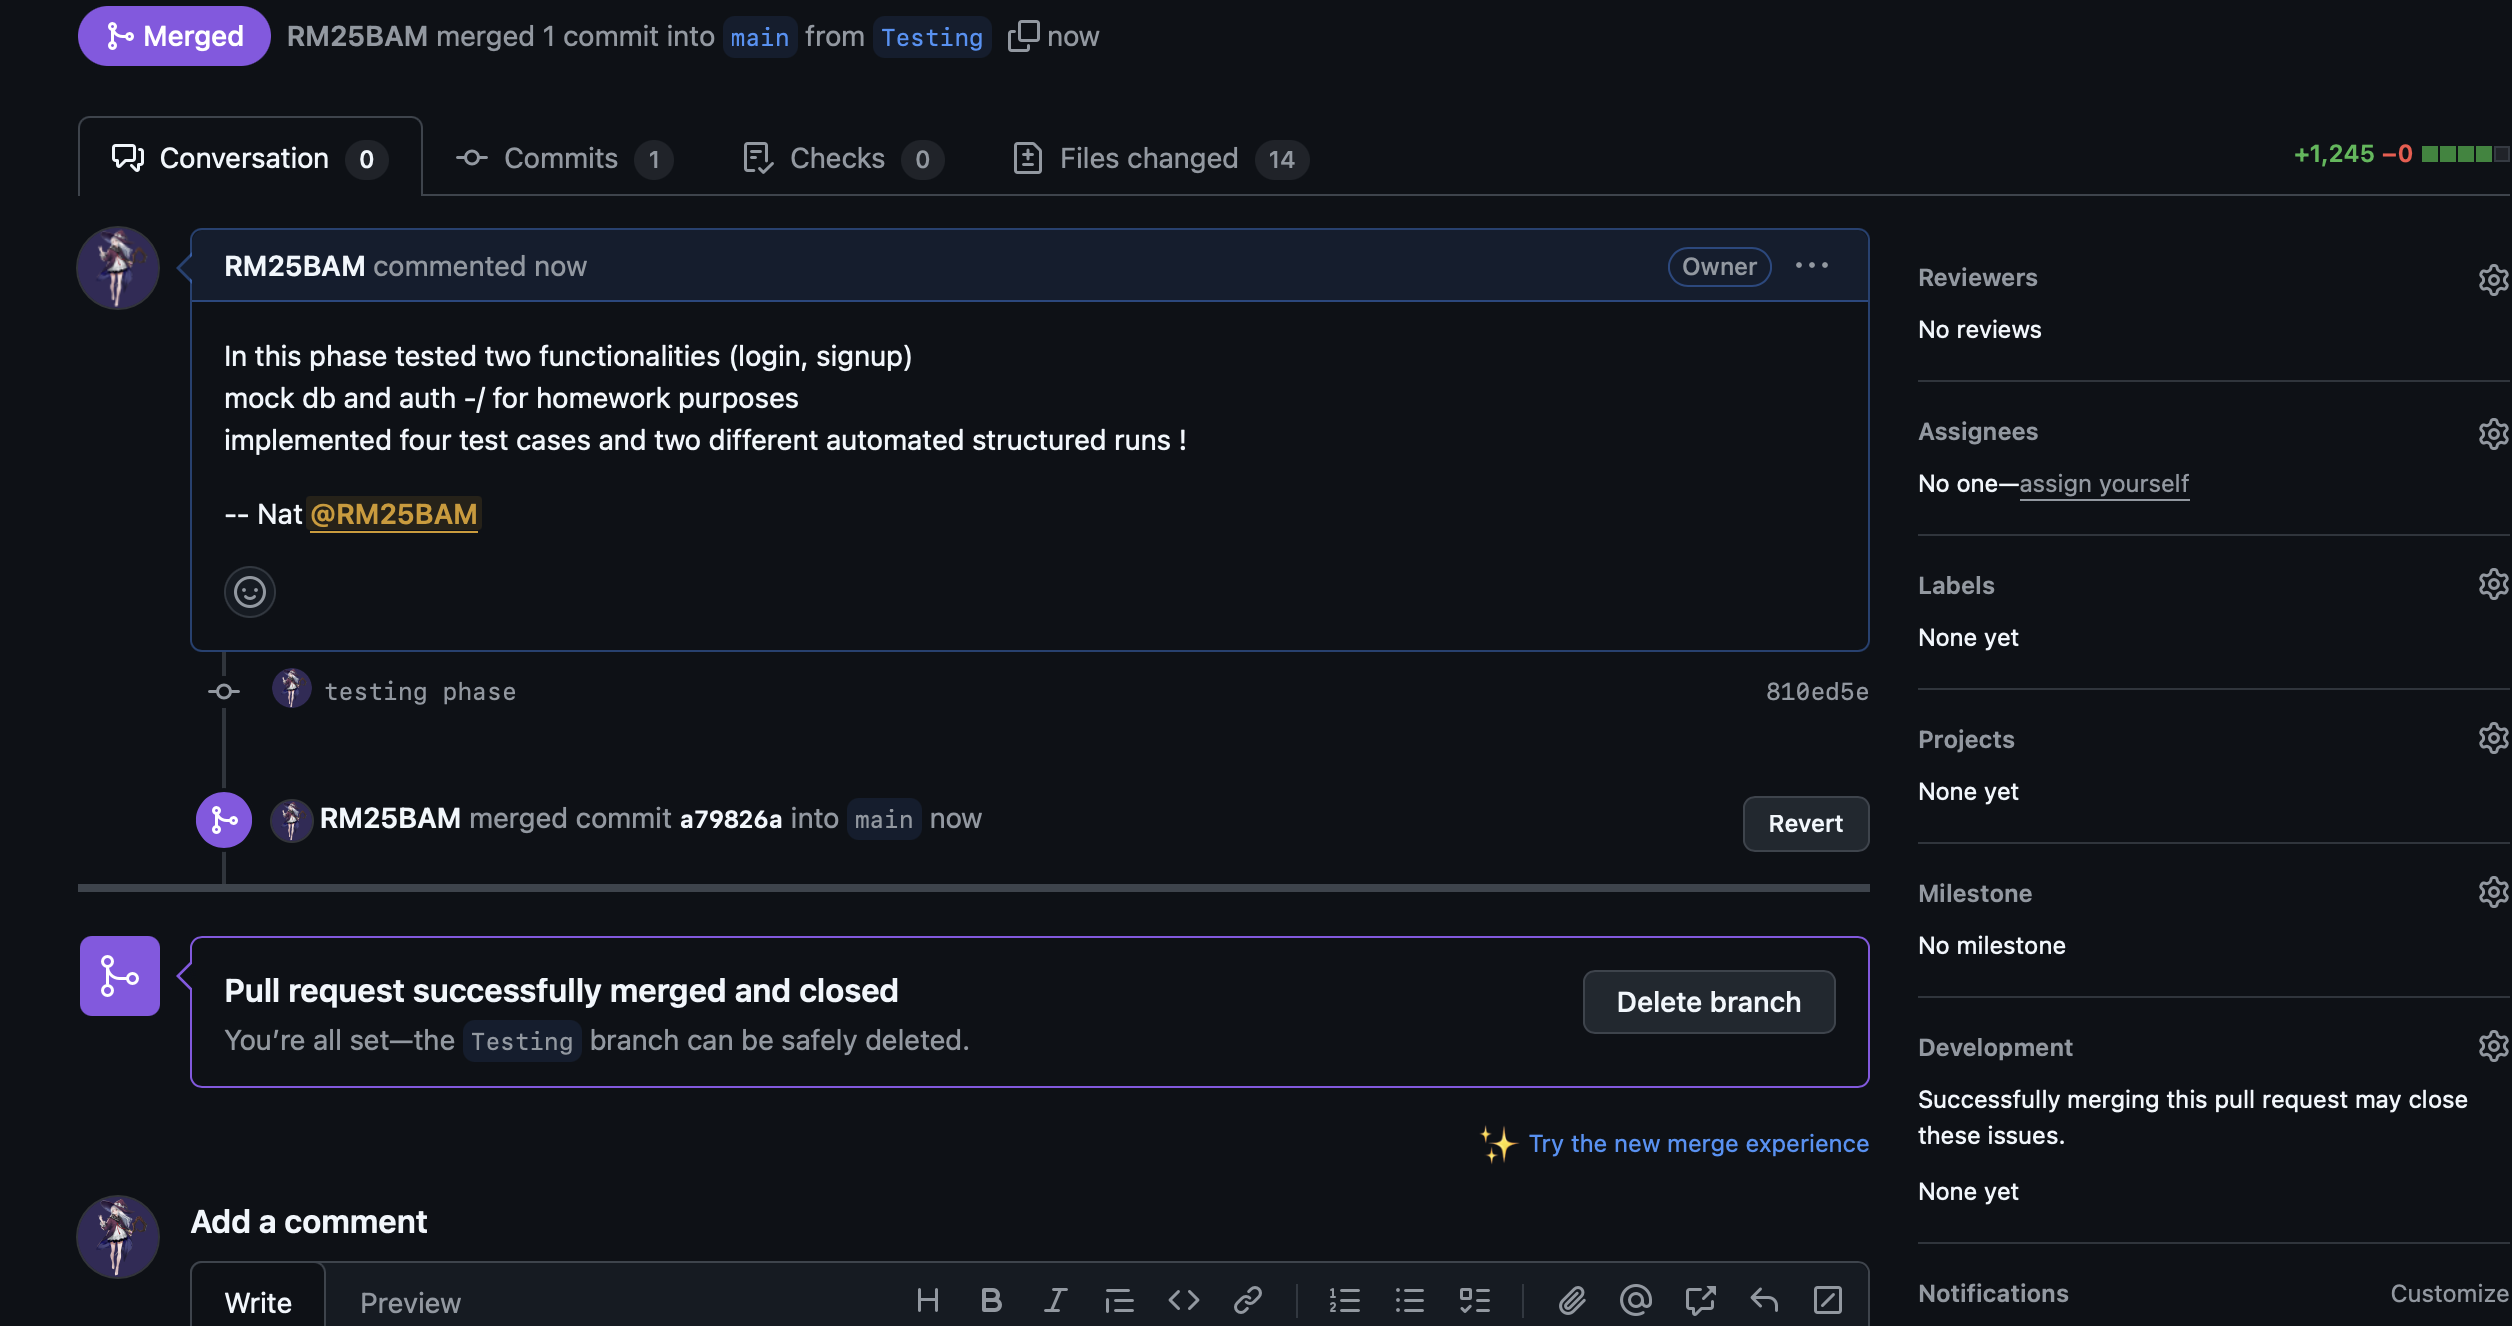 Merged RM25BAM merged 1 commit into main from Testing now
Conversation 0 Commits 1 Checks 0 Files changed 14 +1,245 −0
RM25BAM commented now Owner
In this phase tested two functionalities (login, signup)
mock db and auth -/ for homework purposes
implemented four test cases and two different automated structured runs !
-- Nat @RM25BAM
testing phase 810ed5e
RM25BAM merged commit a79826a into main now Revert
Pull request successfully merged and closed
You’re all set—the Testing branch can be safely deleted.
Delete branch
Try the new merge experience
Add a comment
Write Preview
Reviewers
No reviews
Assignees
No one—assign yourself
Labels
None yet
Projects
None yet
Milestone
No milestone
Development
Successfully merging this pull request may close
these issues.
None yet
Notifications Customize